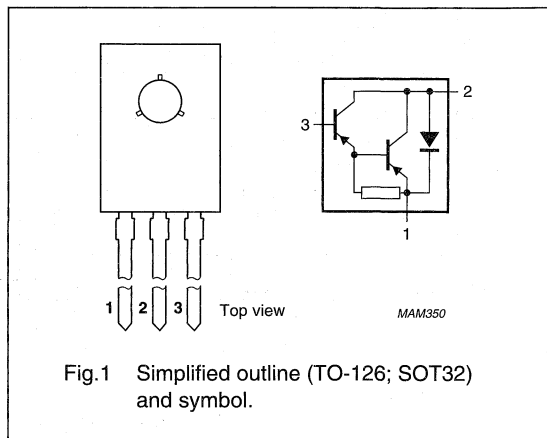 2
3
1
1 2 3 Top view
MAM350
Fig.1 Simplified outline (TO-126; SOT32)
and symbol.